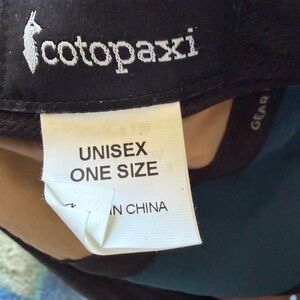 cotopaxi
UNISEX
ONE SIZE
IN CHINA
GEAR